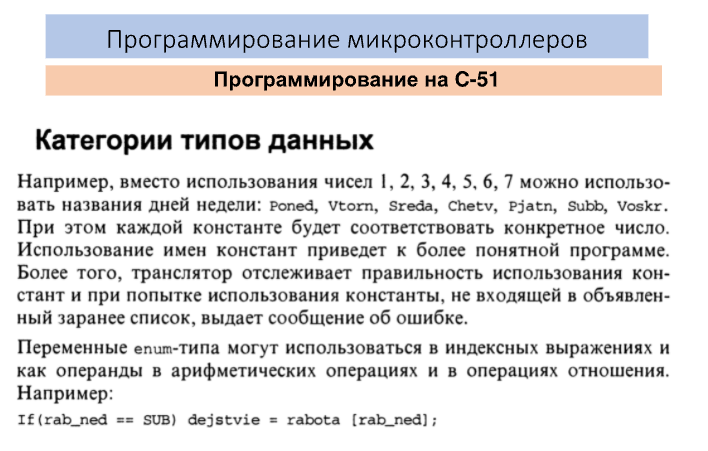 Программирование микроконтроллеров
Программирование на С-51
Категории типов данных
Например, вместо использования чисел 1, 2, 3, 4, 5, 6, 7 можно использо-
вать названия дней недели: Poned, Vtorn, Sreda, Chetv, Pjatn, Subb, Voskr.
При этом каждой константе будет соответствовать конкретное число.
Использование имен констант приведет к более понятной программе.
Более того, транслятор отслеживает правильность использования кон-
стант и при попытке использования константы, не входящей в объявлен-
ный заранее список, выдает сообщение об ошибке.
Переменные enum-типа могут использоваться в индексных выражениях и
как операнды в арифметических операциях и в операциях отношения.
Например:
If(rab_ned == SUB) dejstvie = rabota [rab_ned];